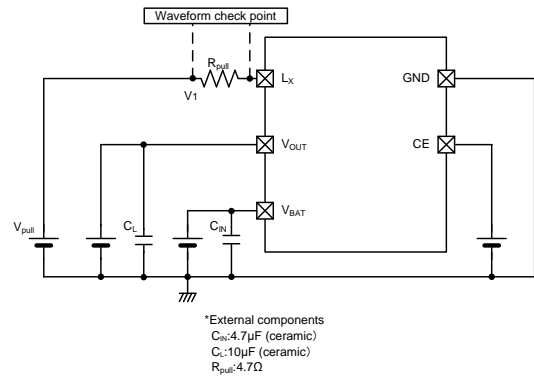 Waveform check point
Rpull
V1
LX
GND
VOUT
CE
VBAT
Vpull
CL
CIN
*External components
CIN:4.7μF (ceramic)
CL:10μF (ceramic)
Rpull:4.7Ω